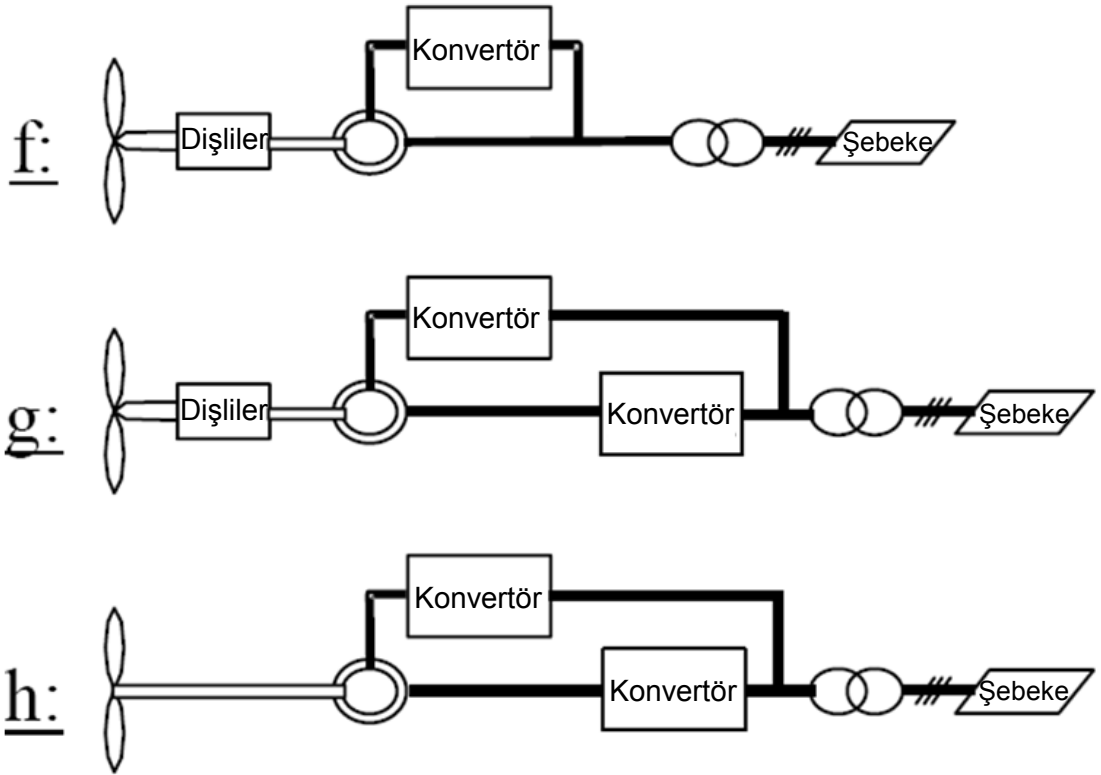 Konvertör
f: Dişliler Şebeke
Konvertör
g: Dişliler Konvertör Şebeke
Konvertör
h: Konvertör Şebeke